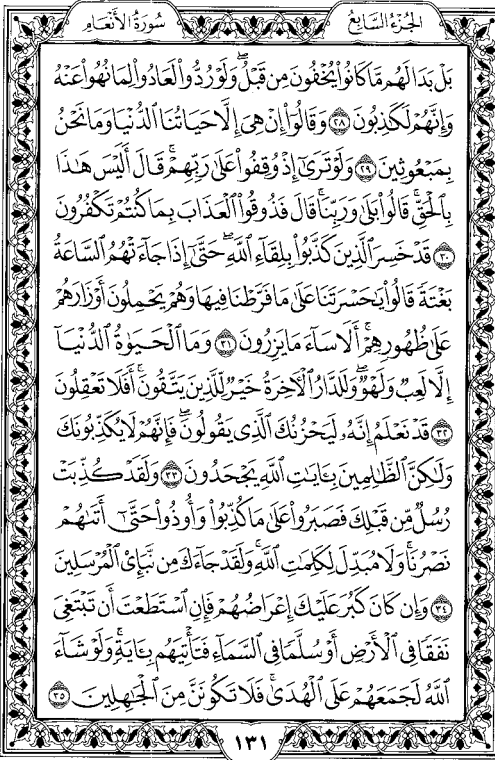 سُورَةُ الأَنْعَامِ
الجُزءُ السَّابِعُ
بَلْ بَدَا لَهُم مَّا كَانُوا۟ يُخْفُونَ مِن قَبْلُ ۖ وَلَوْ رُدُّوا۟ لَعَادُوا۟ لِمَا نُهُوا۟ عَنْهُ
وَإِنَّهُمْ لَكَـٰذِبُونَ ٢٨ وَقَالُوٓا۟ إِنْ هِىَ إِلَّا حَيَاتُنَا ٱلدُّنْيَا وَمَا نَحْنُ
بِمَبْعُوثِينَ ٢٩ وَلَوْ تَرَىٰٓ إِذْ وُقِفُوا۟ عَلَىٰ رَبِّهِمْ ۚ قَالَ أَلَيْسَ هَـٰذَا
بِٱلْحَقِّ ۚ قَالُوا۟ بَلَىٰ وَرَبِّنَا ۚ قَالَ فَذُوقُوا۟ ٱلْعَذَابَ بِمَا كُنتُمْ تَكْفُرُونَ
٣٠ قَدْ خَسِرَ ٱلَّذِينَ كَذَّبُوا۟ بِلِقَآءِ ٱللَّهِ ۖ حَتَّىٰٓ إِذَا جَآءَتْهُمُ ٱلسَّاعَةُ
بَغْتَةً قَالُوا۟ يَـٰحَسْرَتَنَا عَلَىٰ مَا فَرَّطْنَا فِيهَا وَهُمْ يَحْمِلُونَ أَوْزَارَهُمْ
عَلَىٰ ظُهُورِهِمْ ۚ أَلَا سَآءَ مَا يَزِرُونَ ٣١ وَمَا ٱلْحَيَوٰةُ ٱلدُّنْيَآ
إِلَّا لَعِبٌ وَلَهْوٌ ۖ وَلَلدَّارُ ٱلْـَٔاخِرَةُ خَيْرٌ لِّلَّذِينَ يَتَّقُونَ ۗ أَفَلَا تَعْقِلُونَ
٣٢ قَدْ نَعْلَمُ إِنَّهُۥ لَيَحْزُنُكَ ٱلَّذِى يَقُولُونَ ۖ فَإِنَّهُمْ لَا يُكَذِّبُونَكَ
وَلَـٰكِنَّ ٱلظَّـٰلِمِينَ بِـَٔايَـٰتِ ٱللَّهِ يَجْحَدُونَ ٣٣ وَلَقَدْ كُذِّبَتْ
رُسُلٌ مِّن قَبْلِكَ فَصَبَرُوا۟ عَلَىٰ مَا كُذِّبُوا۟ وَأُوذُوا۟ حَتَّىٰٓ أَتَىٰهُمْ
نَصْرُنَا ۚ وَلَا مُبَدِّلَ لِكَلِمَـٰتِ ٱللَّهِ ۚ وَلَقَدْ جَآءَكَ مِن نَّبَإِى۟ ٱلْمُرْسَلِينَ
٣٤ وَإِن كَانَ كَبُرَ عَلَيْكَ إِعْرَاضُهُمْ فَإِنِ ٱسْتَطَعْتَ أَن تَبْتَغِىَ
نَفَقًا فِى ٱلْأَرْضِ أَوْ سُلَّمًا فِى ٱلسَّمَآءِ فَتَأْتِيَهُم بِـَٔايَةٍ ۚ وَلَوْ شَآءَ
ٱللَّهُ لَجَمَعَهُمْ عَلَى ٱلْهُدَىٰ ۚ فَلَا تَكُونَنَّ مِنَ ٱلْجَـٰهِلِينَ ٣٥
١٣١